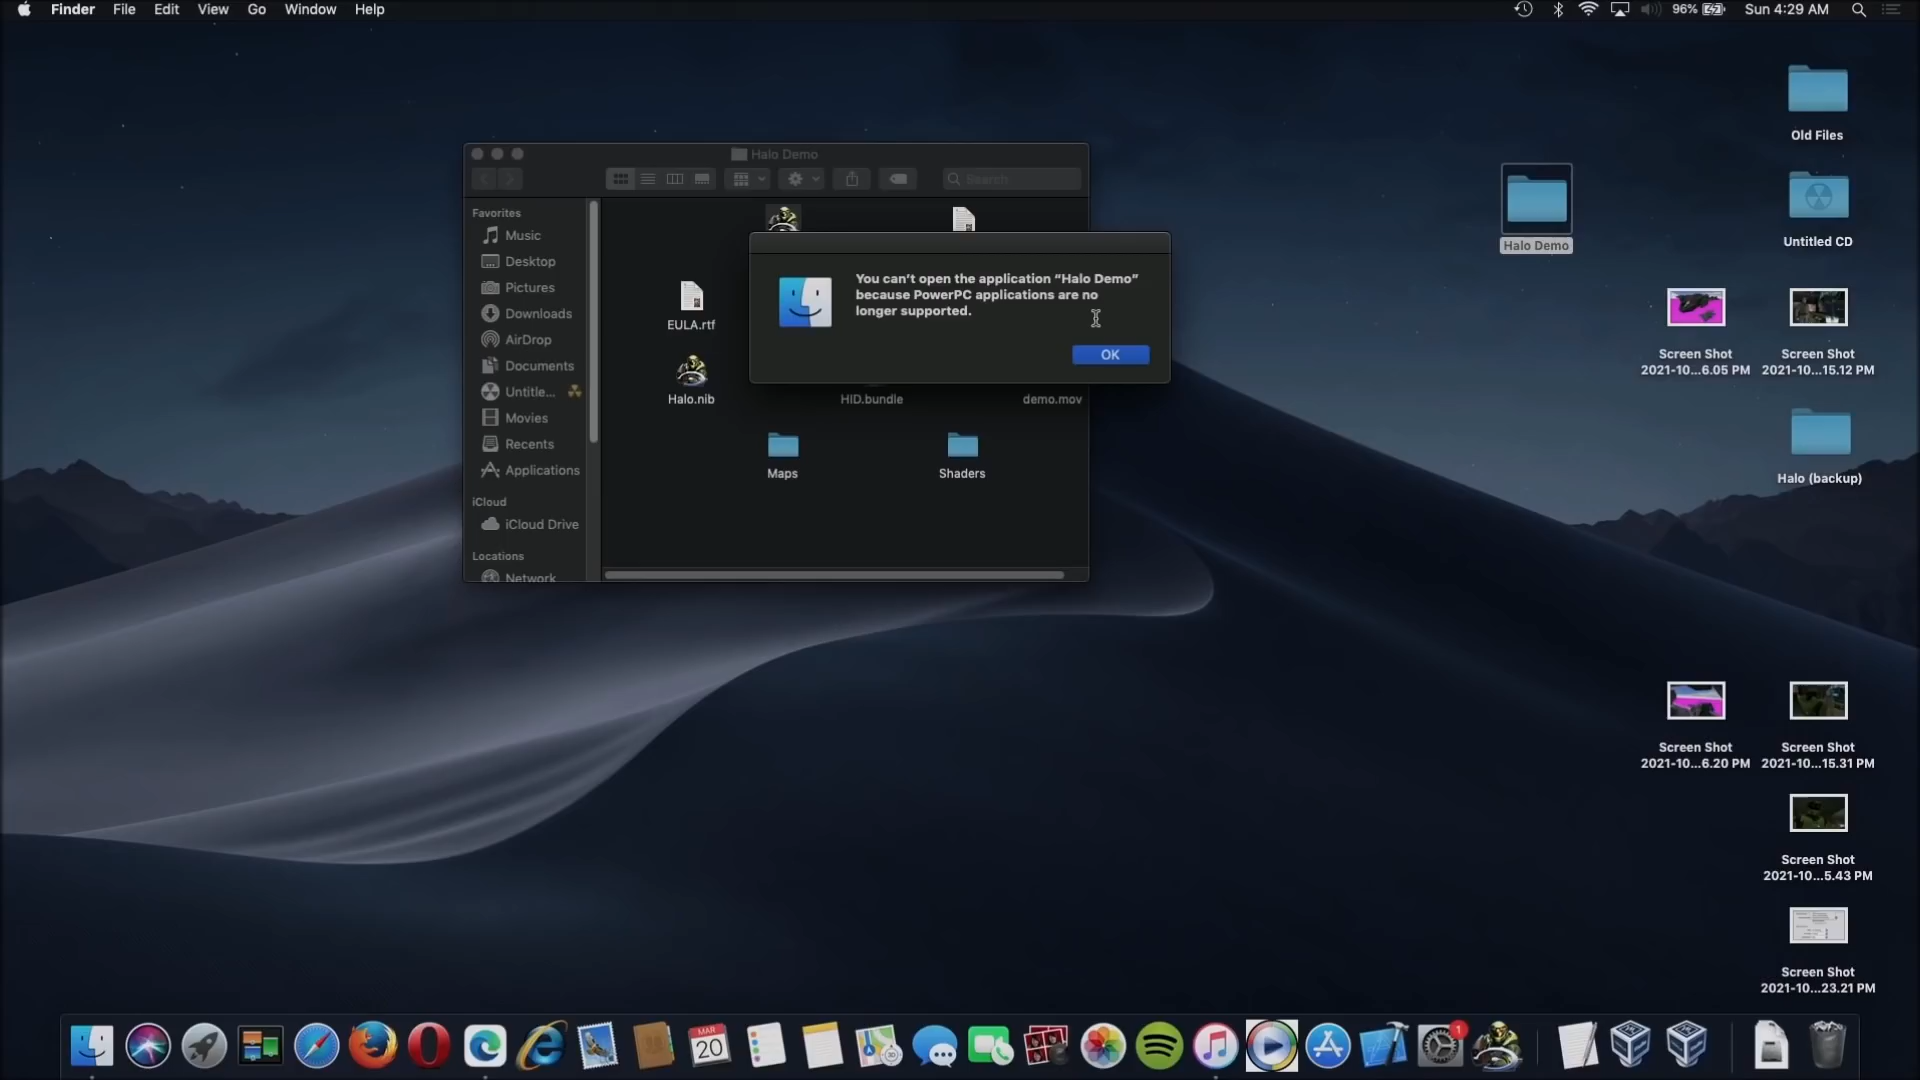 Finder File Edit View Go Window Help
96% Sun 4:29 AM
Halo Demo
Search
Favorites
Music
Desktop
Pictures
Downloads
AirDrop
Documents
Untitle...
Movies
Recents
Applications
iCloud
iCloud Drive
Locations
Network
EULA.rtf
Halo.nib
HID.bundle
demo.mov
Maps
Shaders
You can’t open the application “Halo Demo”
because PowerPC applications are no
longer supported.
OK
Old Files
Halo Demo
Untitled CD
Screen Shot
2021-10...6.05 PM
Screen Shot
2021-10...15.12 PM
Halo (backup)
Screen Shot
2021-10...6.20 PM
Screen Shot
2021-10...15.31 PM
Screen Shot
2021-10...5.43 PM
Screen Shot
2021-10...23.21 PM
MAR
20
1